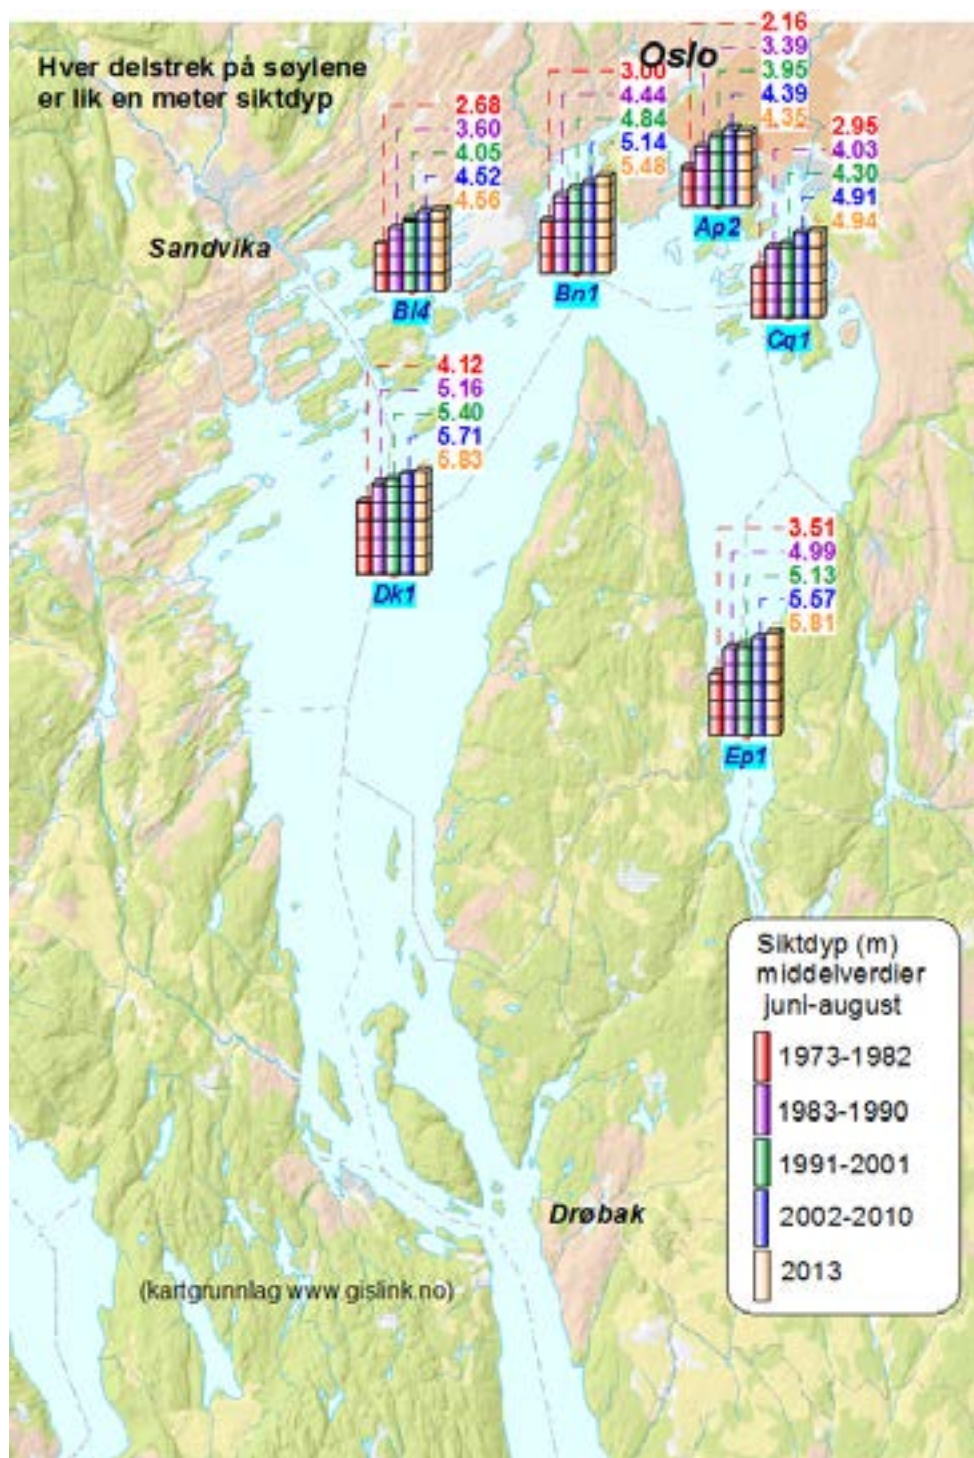 Hver delstrek på søylene
er lik en meter siktdyp
Oslo
2.16
3.39
3.95
4.39
4.35
Ap2
3.00
4.44
4.84
5.14
5.48
Bn1
2.68
3.60
4.05
4.52
4.56
Bl4
2.95
4.03
4.30
4.91
4.94
Cq1
Sandvika
4.12
5.16
5.40
5.71
5.83
Dk1
3.51
4.99
5.13
5.57
5.81
Ep1
Siktdyp (m)
middelverdier
juni-august
1973-1982
1983-1990
1991-2001
2002-2010
2013
Drøbak
(kartgrunnlag www.gislink.no)